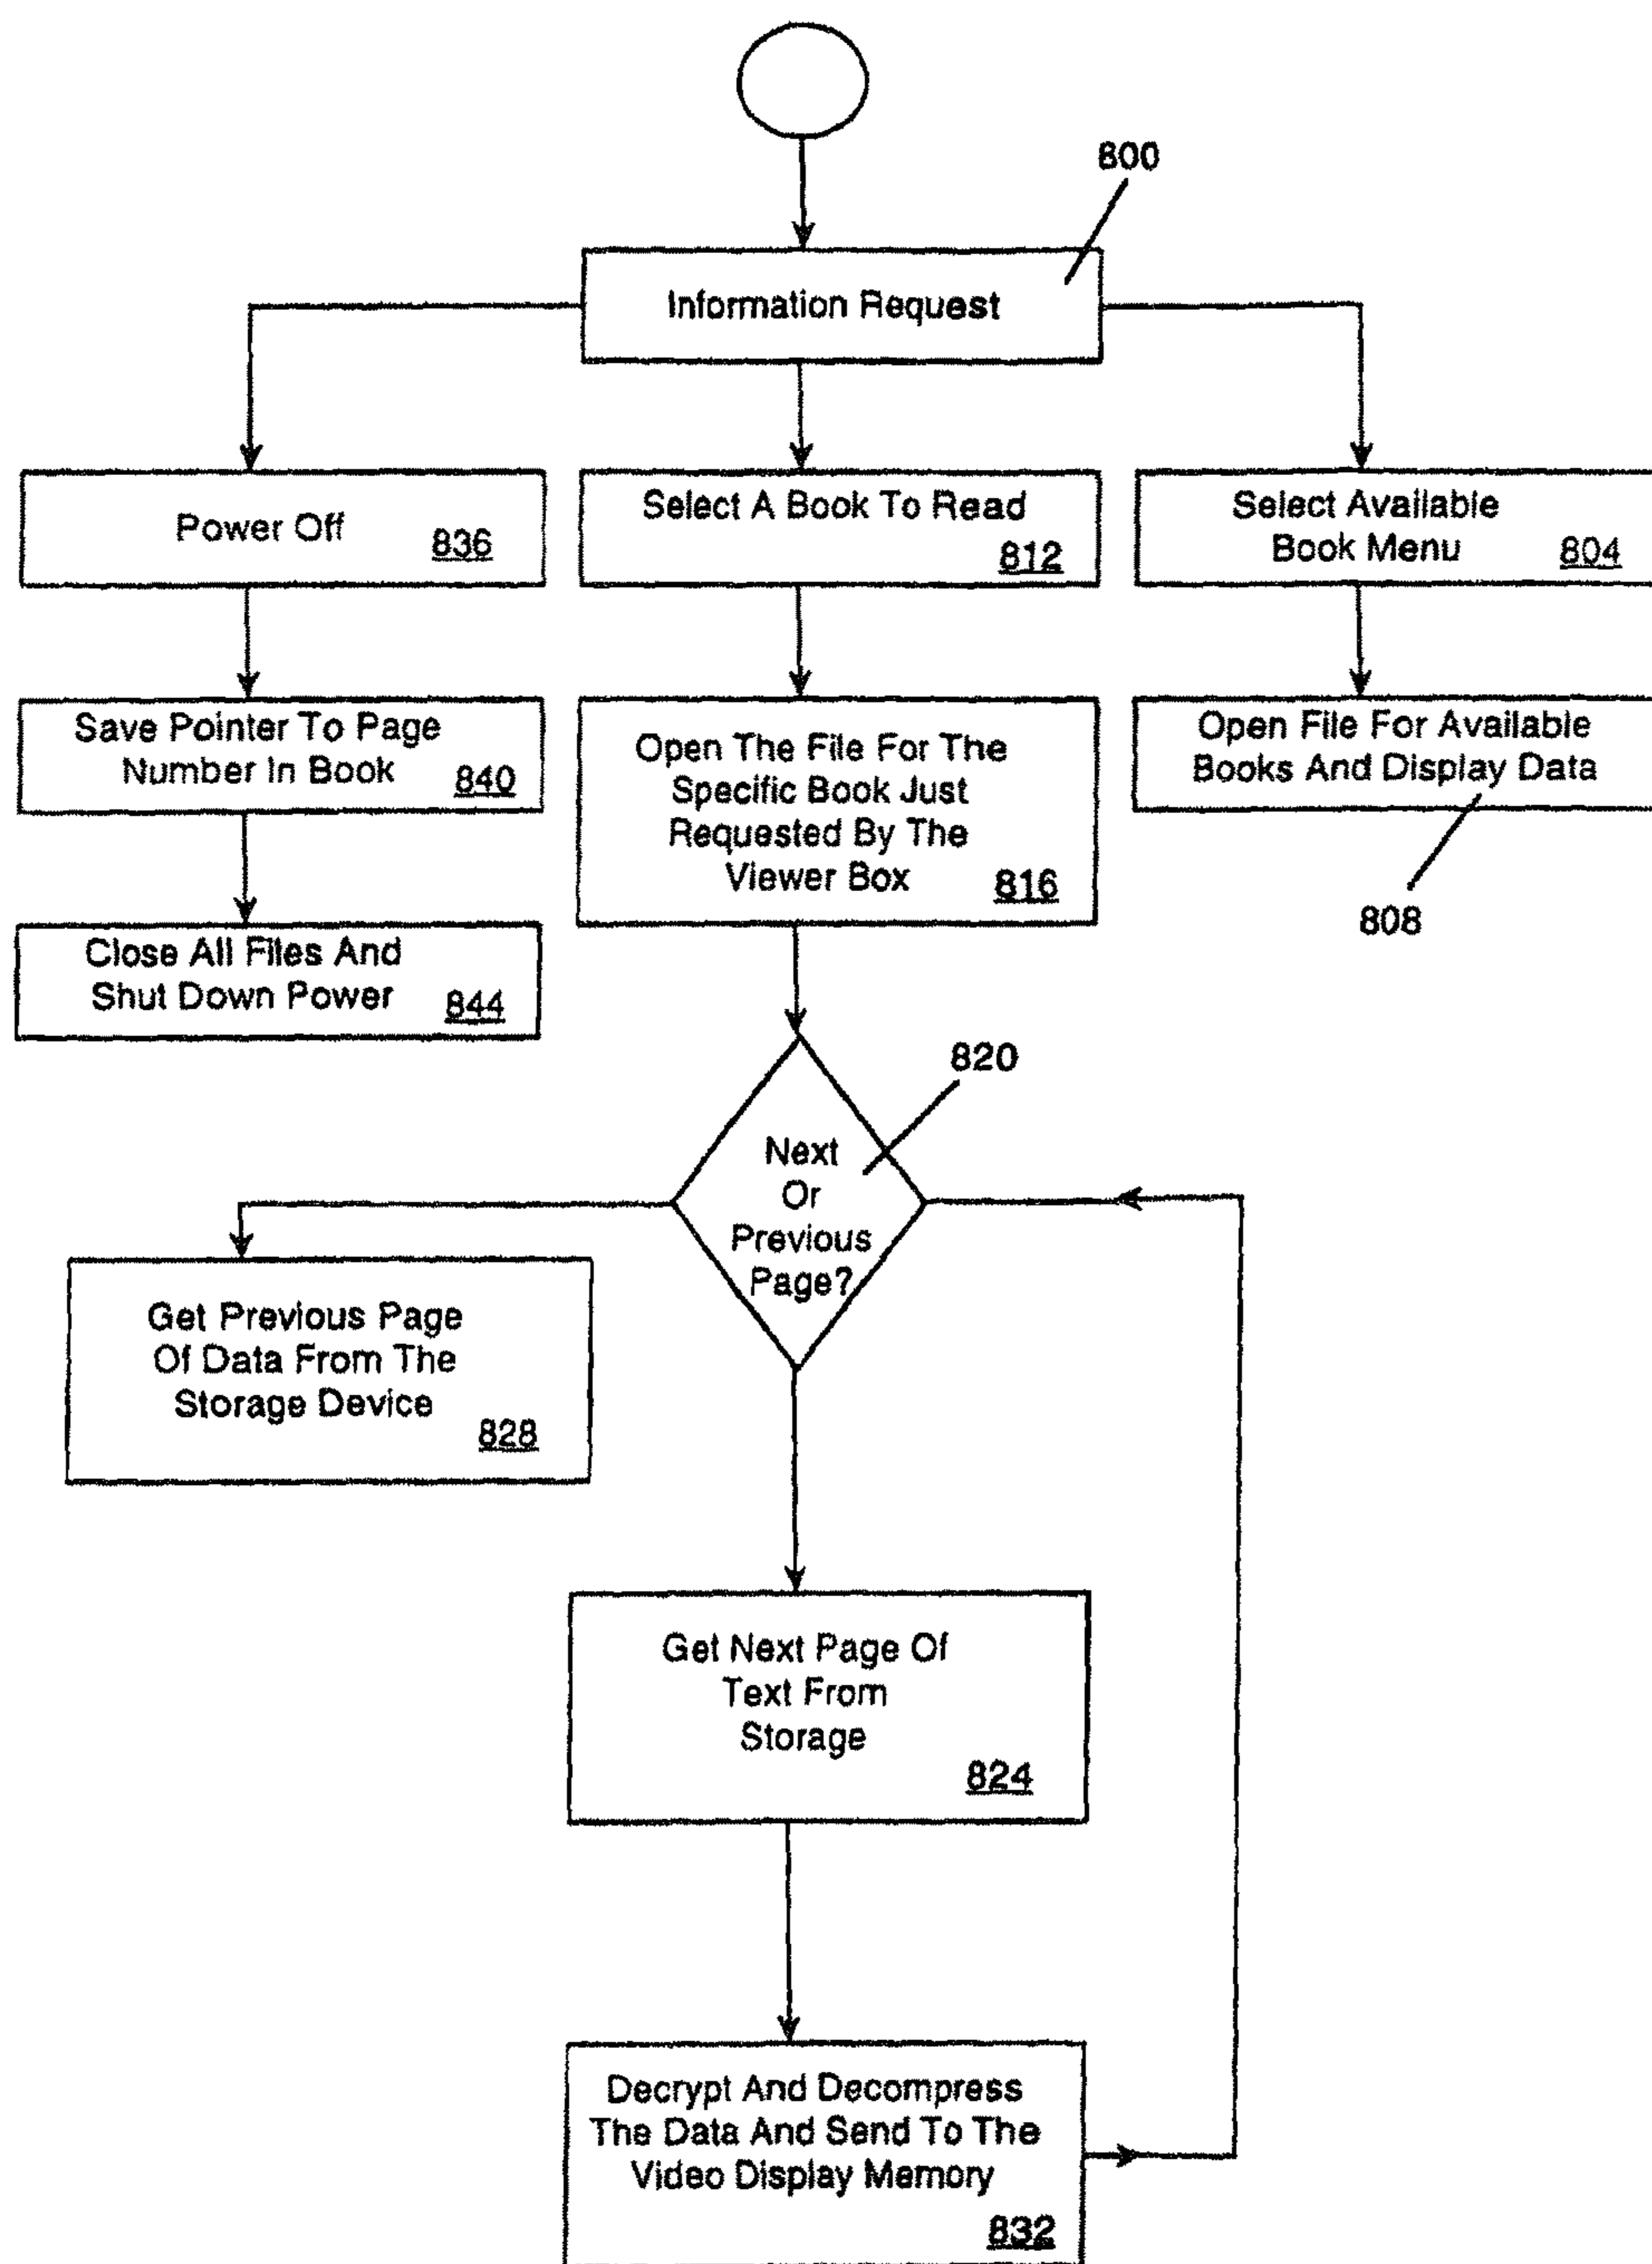 800
Information Request
Power Off
836
Select A Book To Read
812
Select Available
Book Menu
804
Save Pointer To Page
Number In Book
840
Open The File For The
Specific Book Just
Requested By The
Viewer Box
816
Open File For Available
Books And Display Data
808
Close All Files And
Shut Down Power
844
820
Next
Or
Previous
Page?
Get Previous Page
Of Data From The
Storage Device
828
Get Next Page Of
Text From
Storage
824
Decrypt And Decompress
The Data And Send To The
Video Display Memory
832